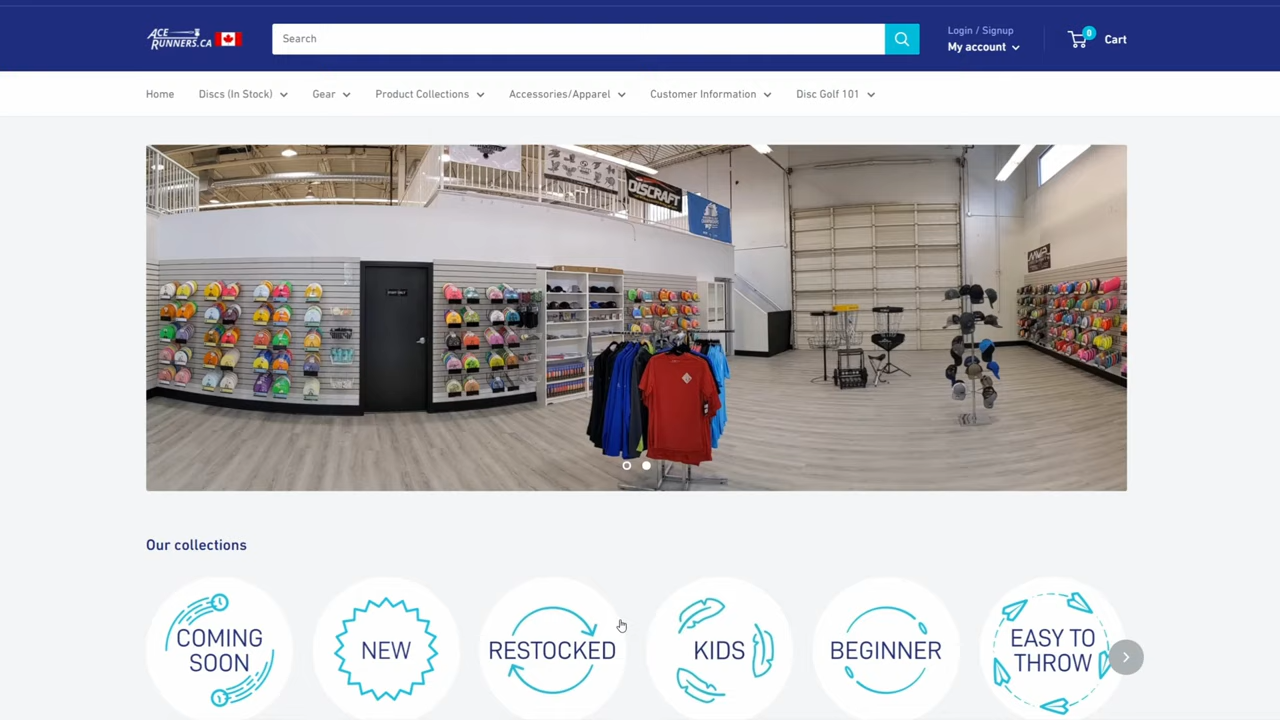 ACE
RUNNERS.CA
Search
Login / Signup
My account
0
Cart
Home
Discs (In Stock)
Gear
Product Collections
Accessories/Apparel
Customer Information
Disc Golf 101
DISCRAFT
Our collections
COMING
SOON
NEW
RESTOCKED
KIDS
BEGINNER
EASY TO
THROW